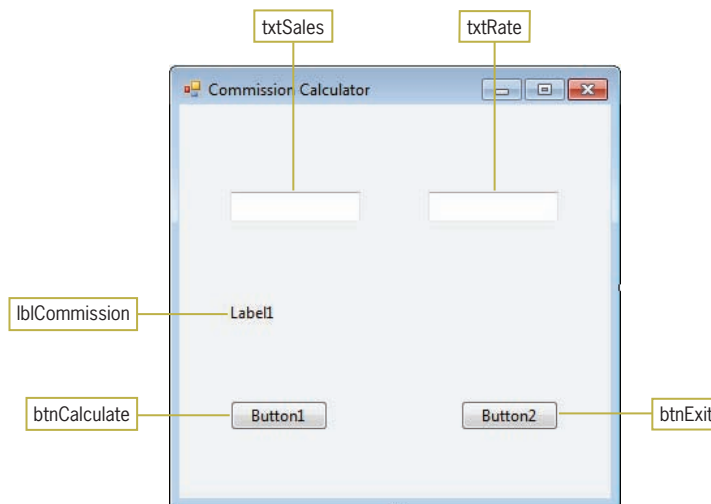 txtSales txtRate
Commission Calculator
lblCommission Label1
btnCalculate Button1 Button2 btnExit